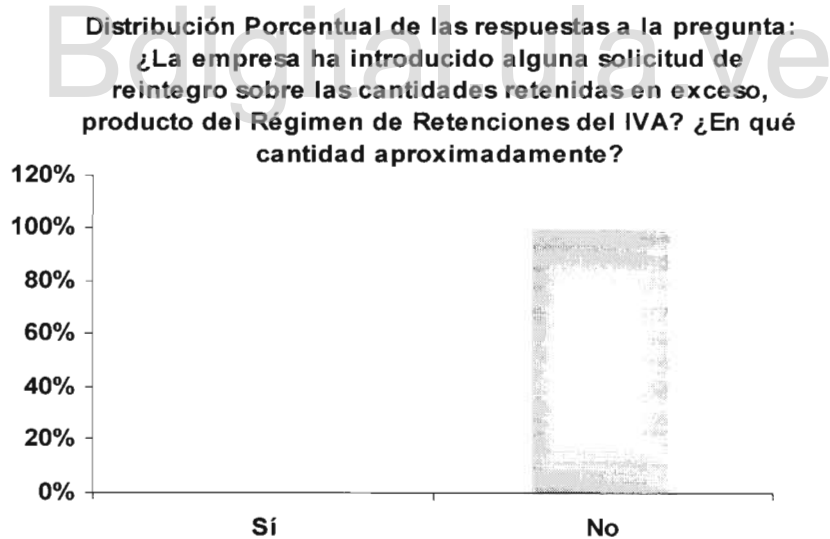 Bdigital ula ve
Distribución Porcentual de las respuestas a la pregunta:
¿La empresa ha introducido alguna solicitud de
reintegro sobre las cantidades retenidas en exceso,
producto del Régimen de Retenciones del IVA? ¿En qué
cantidad aproximadamente?
120%
100%
80%
60%
40%
20%
0%
Sí No